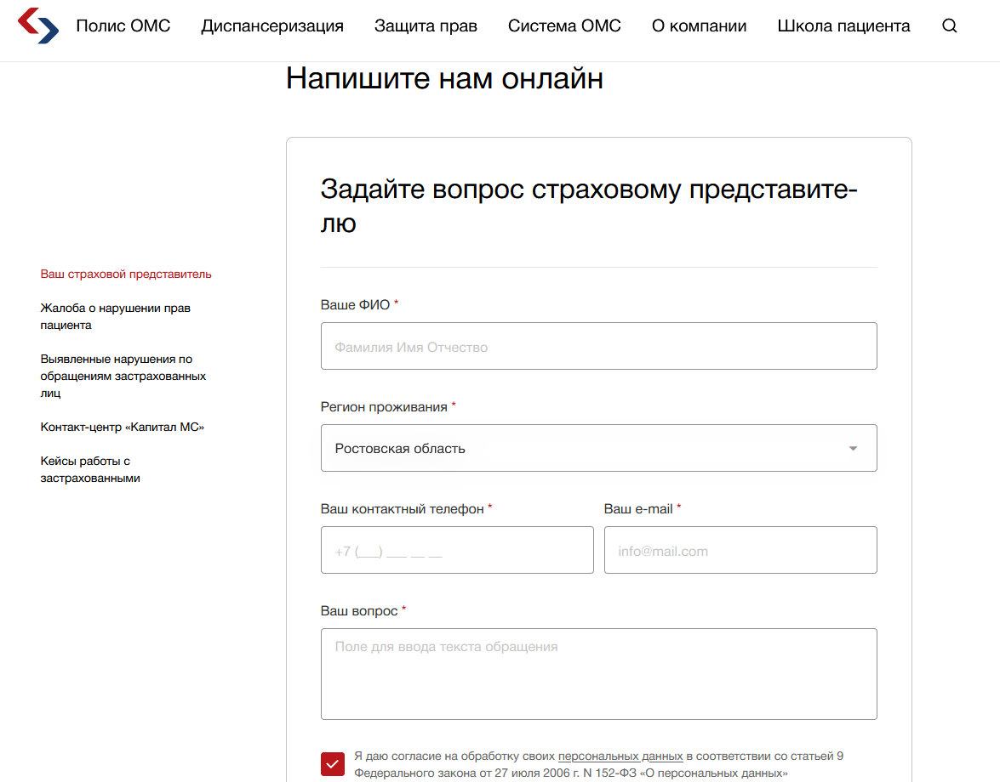 Полис ОМС Диспансеризация Защита прав Система ОМС О компании Школа пациента
Напишите нам онлайн
Ваш страховой представитель
Жалоба о нарушении прав
пациента
Выявленные нарушения по
обращениям застрахованных
лиц
Контакт-центр «Капитал МС»
Кейсы работы с
застрахованными
Задайте вопрос страховому представите-
лю
Ваше ФИО *
Фамилия Имя Отчество
Регион проживания *
Ростовская область
Ваш контактный телефон *
+7 (___) ___ __ __
Ваш e-mail *
info@mail.com
Ваш вопрос *
Поле для ввода текста обращения
Я даю согласие на обработку своих персональных данных в соответствии со статьей 9
Федерального закона от 27 июля 2006 г. N 152-ФЗ «О персональных данных»